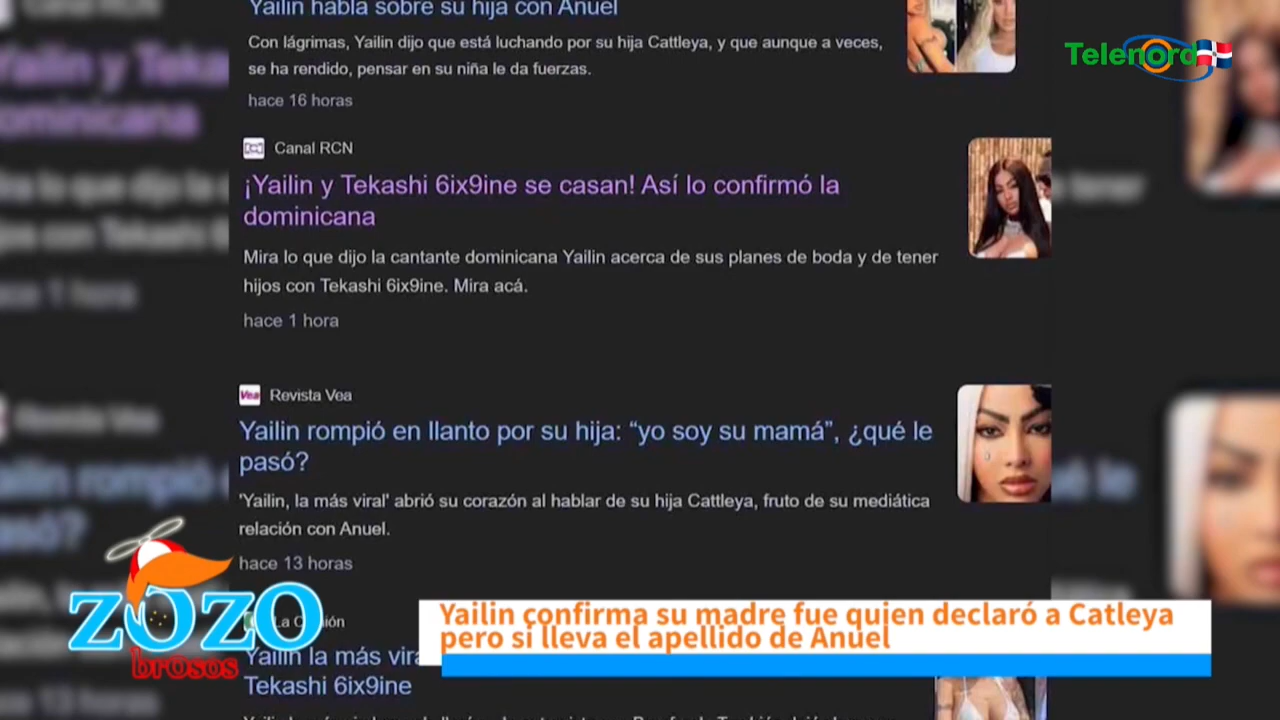 Yailin habla sobre su hija con Anuel
Con lágrimas, Yailin dijo que está luchando por su hija Cattleya, y que aunque a veces,
se ha rendido, pensar en su niña le da fuerzas.
hace 16 horas
Telenord
Canal RCN
¡Yailin y Tekashi 6ix9ine se casan! Así lo confirmó la
dominicana
Mira lo que dijo la cantante dominicana Yailin acerca de sus planes de boda y de tener
hijos con Tekashi 6ix9ine. Mira acá.
hace 1 hora
Vea Revista Vea
Yailin rompió en llanto por su hija: “yo soy su mamá”, ¿qué le
pasó?
'Yailin, la más viral' abrió su corazón al hablar de su hija Cattleya, fruto de su mediática
relación con Anuel.
hace 13 horas
ZOZO
brosos
Yailin la más
Tekashi 6ix9ine
Yailin confirma su madre fue quien declaró a Catleya
pero si lleva el apellido de Anuel